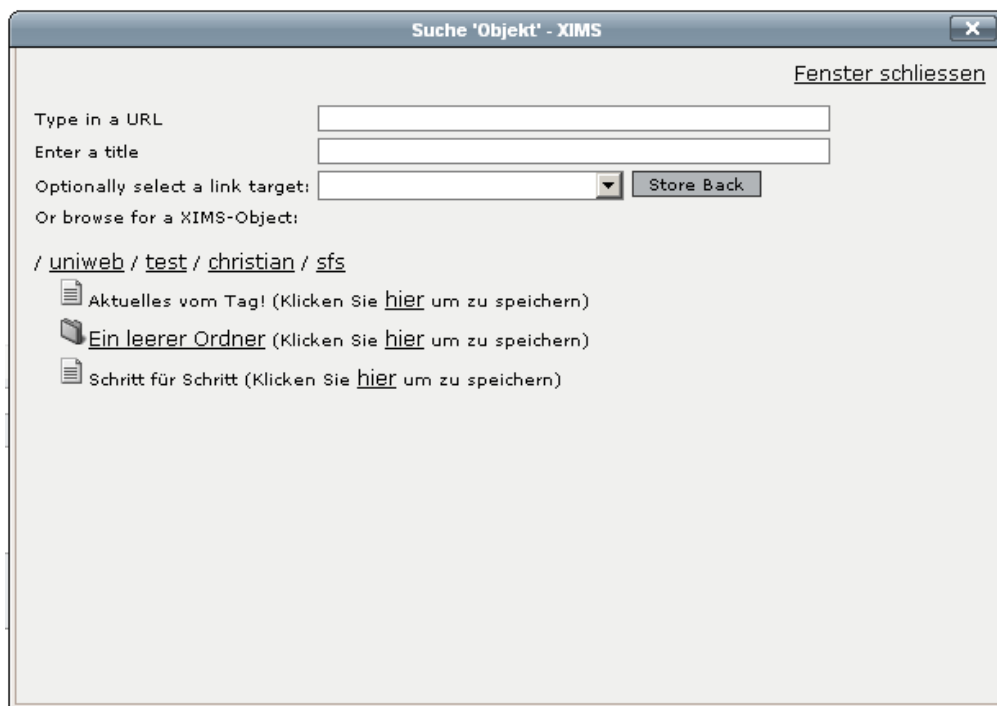 Suche 'Objekt' - XIMS
Fenster schliessen
Type in a URL
Enter a title
Optionally select a link target: Store Back
Or browse for a XIMS-Object:
/ uniweb / test / christian / sfs
Aktuelles vom Tag! (Klicken Sie hier um zu speichern)
Ein leerer Ordner (Klicken Sie hier um zu speichern)
Schritt für Schritt (Klicken Sie hier um zu speichern)